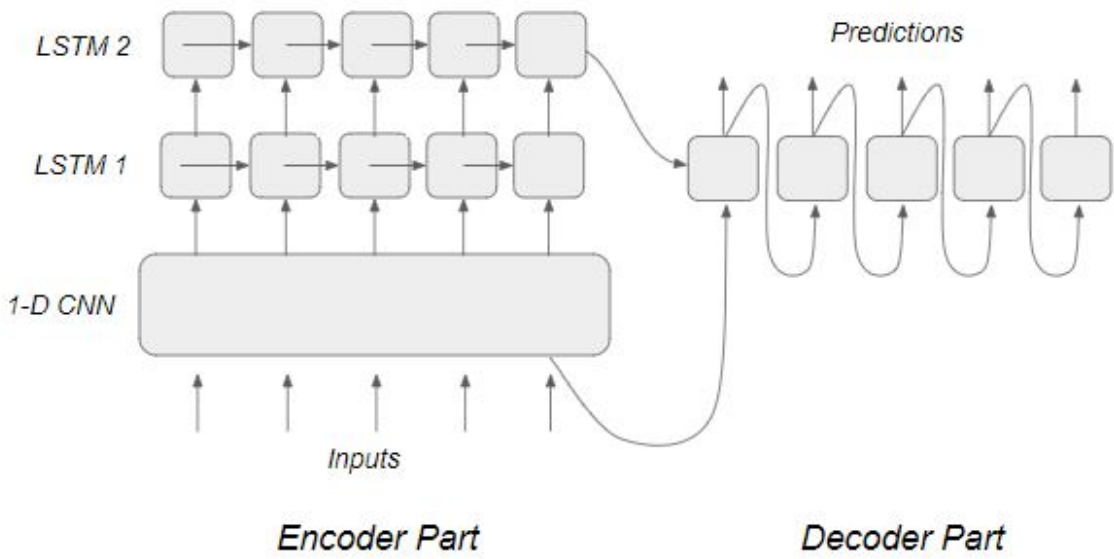 LSTM 2
Predictions
LSTM 1
1-D CNN
Inputs
Encoder Part
Decoder Part